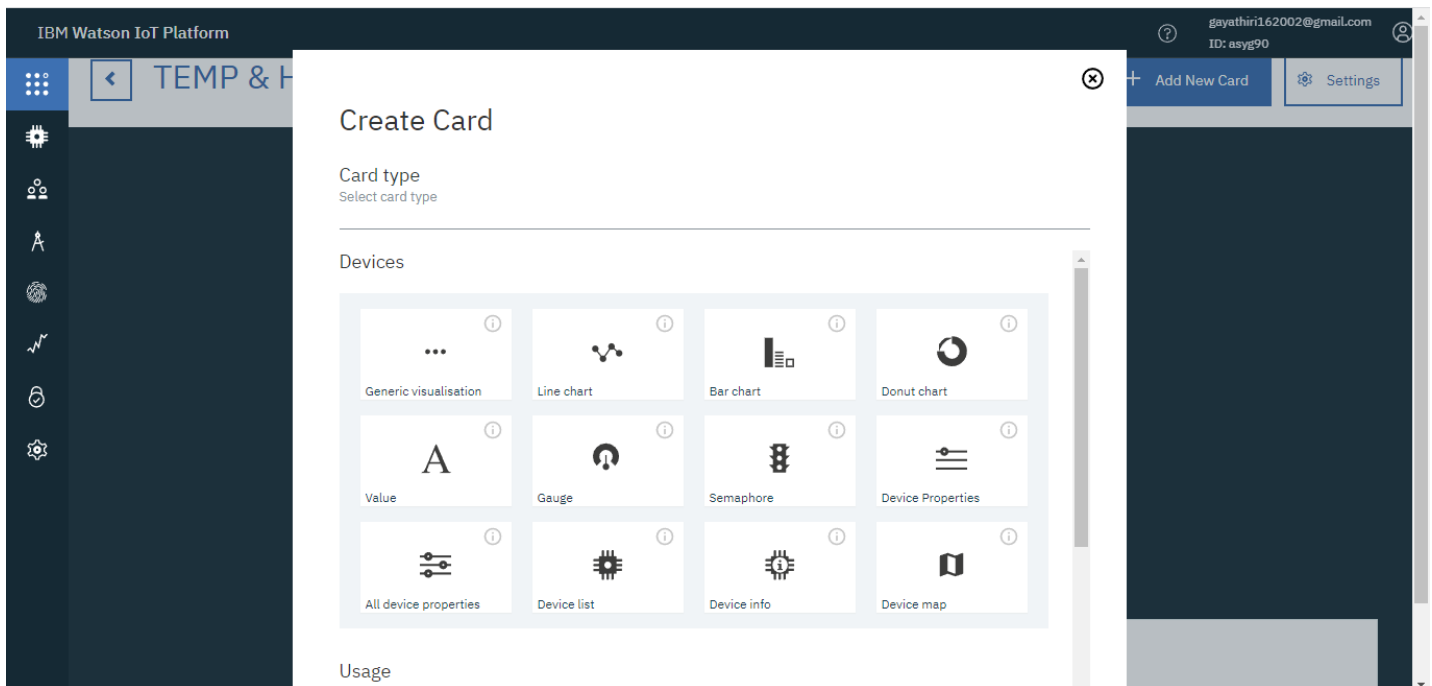 IBM Watson IoT Platform
gayathiri162002@gmail.com
ID: asyg90
TEMP & H
Add New Card
Settings
Create Card
Card type
Select card type
Devices
Generic visualisation
Line chart
Bar chart
Donut chart
A
Value
Gauge
Semaphore
Device Properties
All device properties
Device list
Device info
Device map
Usage